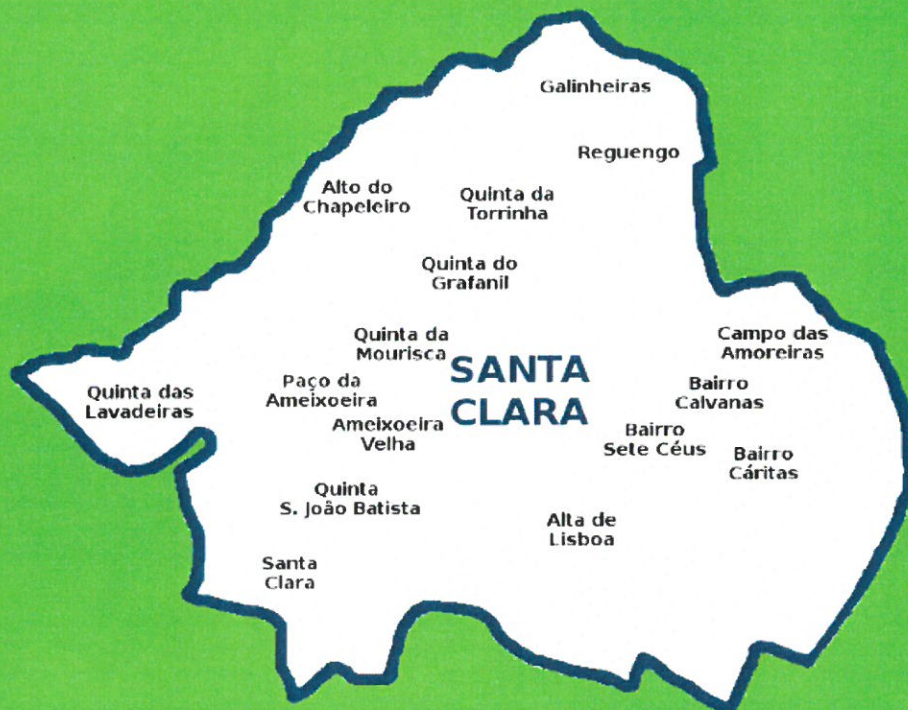 Galinheiras
Reguengo
Alto do
Chapeleiro
Quinta da
Torrinha
Quinta do
Grafanil
Quinta da
Mourisca
Campo das
Amoreiras
SANTA
CLARA
Quinta das
Lavadeiras
Paço da
Ameixoeira
Bairro
Calvanas
Ameixoeira
Velha
Bairro
Sete Céus
Bairro
Cáritas
Quinta
S. João Batista
Alta de
Lisboa
Santa
Clara